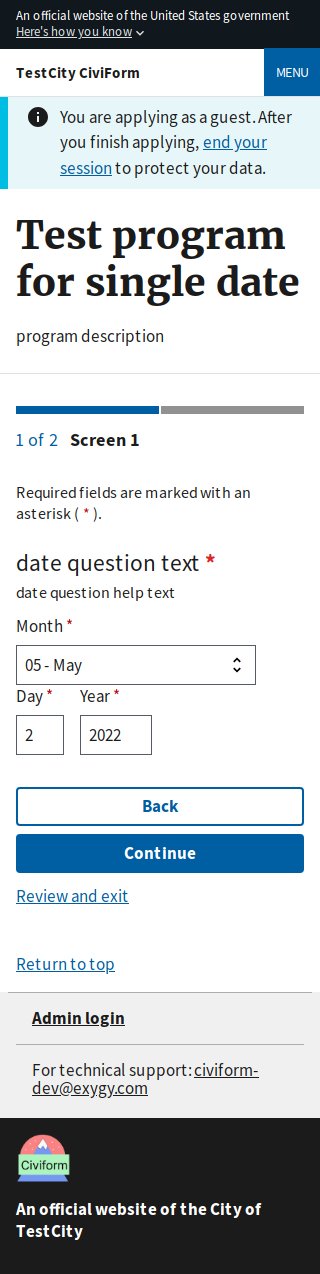 An official website of the United States government
Here's how you know
TestCity CiviForm
MENU
You are applying as a guest. After
you finish applying, end your
session to protect your data.
Test program
for single date
program description
1 of 2 Screen 1
Required fields are marked with an
asterisk ( * ).
date question text *
date question help text
Month *
05 - May
Day * Year *
2 2022
Back
Continue
Review and exit
Return to top
Admin login
For technical support: civiform-
dev@exygy.com
Civiform
An official website of the City of
TestCity